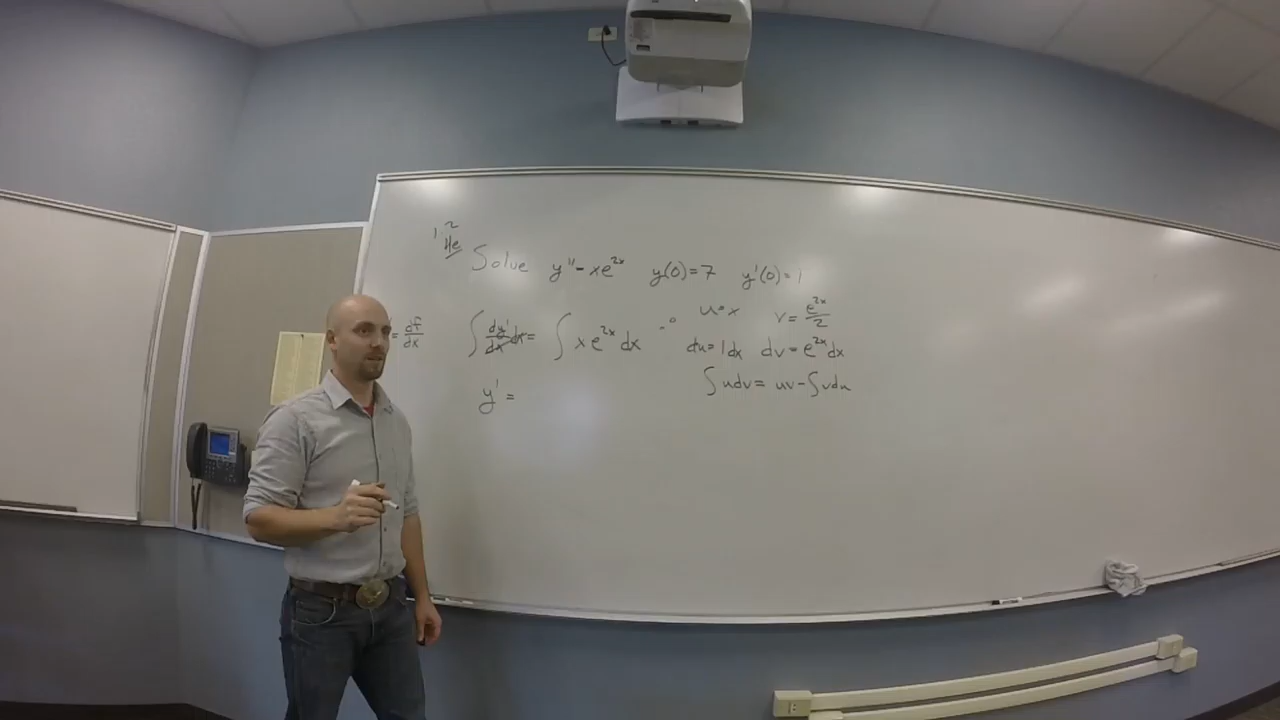 1.2
11e
Solve y''=xe^{2x} y(0)=7 y'(0)=1
= df/dx ∫ dy'/dx dx = ∫ xe^{2x} dx ∴ u=x v= e^{2x}/2
du=1dx dv=e^{2x}dx
y' = ∫udv= uv-∫vdu